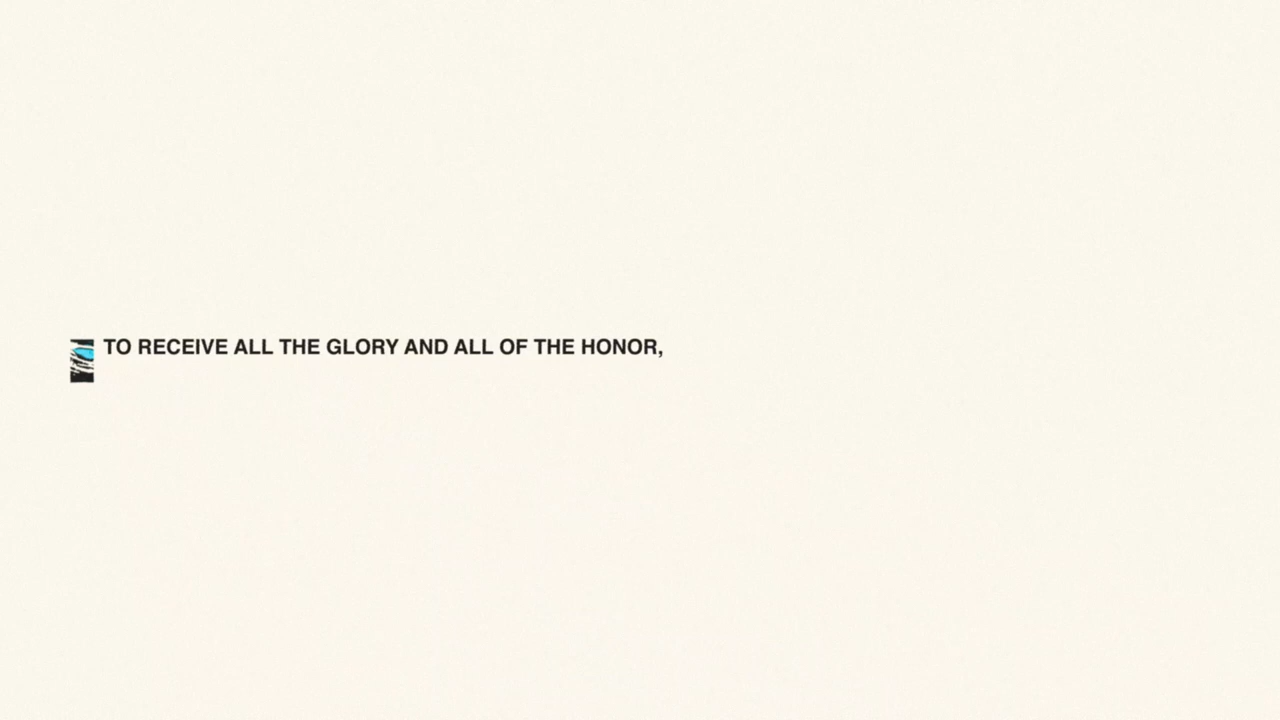 TO RECEIVE ALL THE GLORY AND ALL OF THE HONOR,